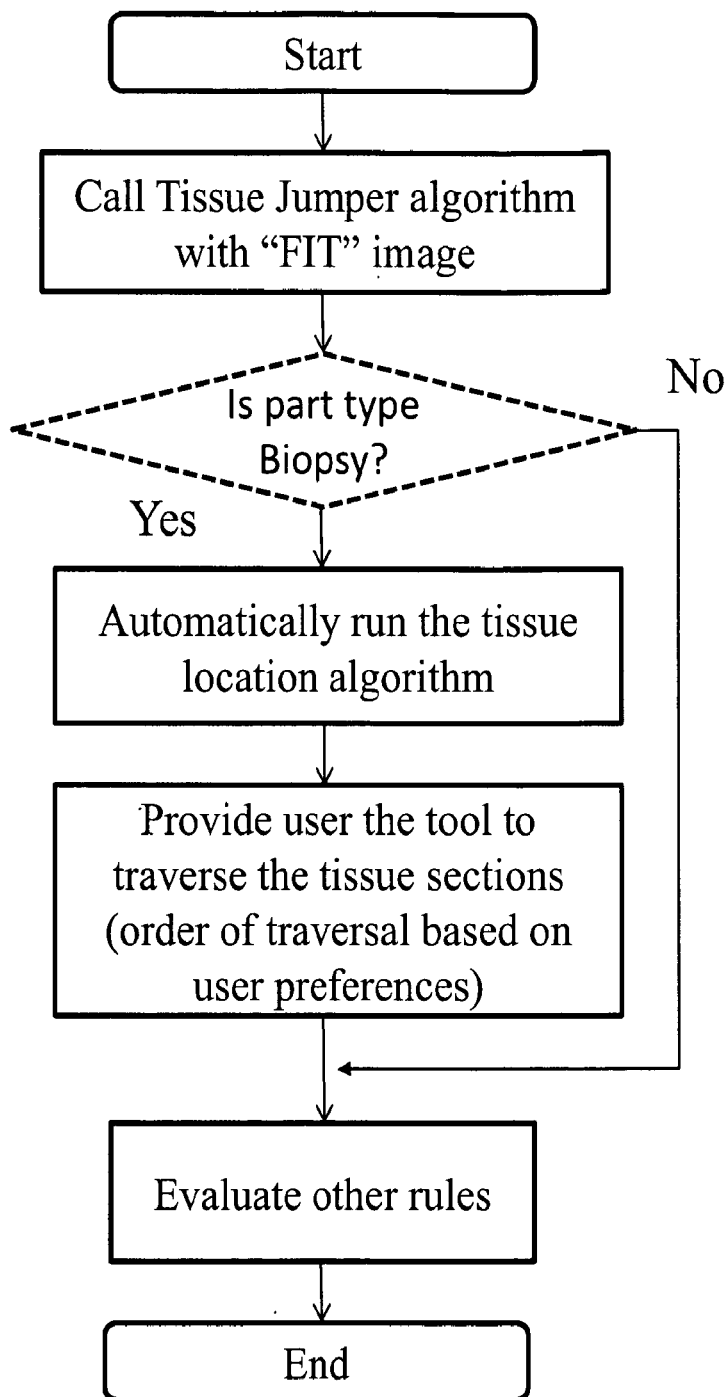 Start
Call Tissue Jumper algorithm
with “FIT” image
No
Is part type
Biopsy?
Yes
Automatically run the tissue
location algorithm
Provide user the tool to
traverse the tissue sections
(order of traversal based on
user preferences)
Evaluate other rules
End